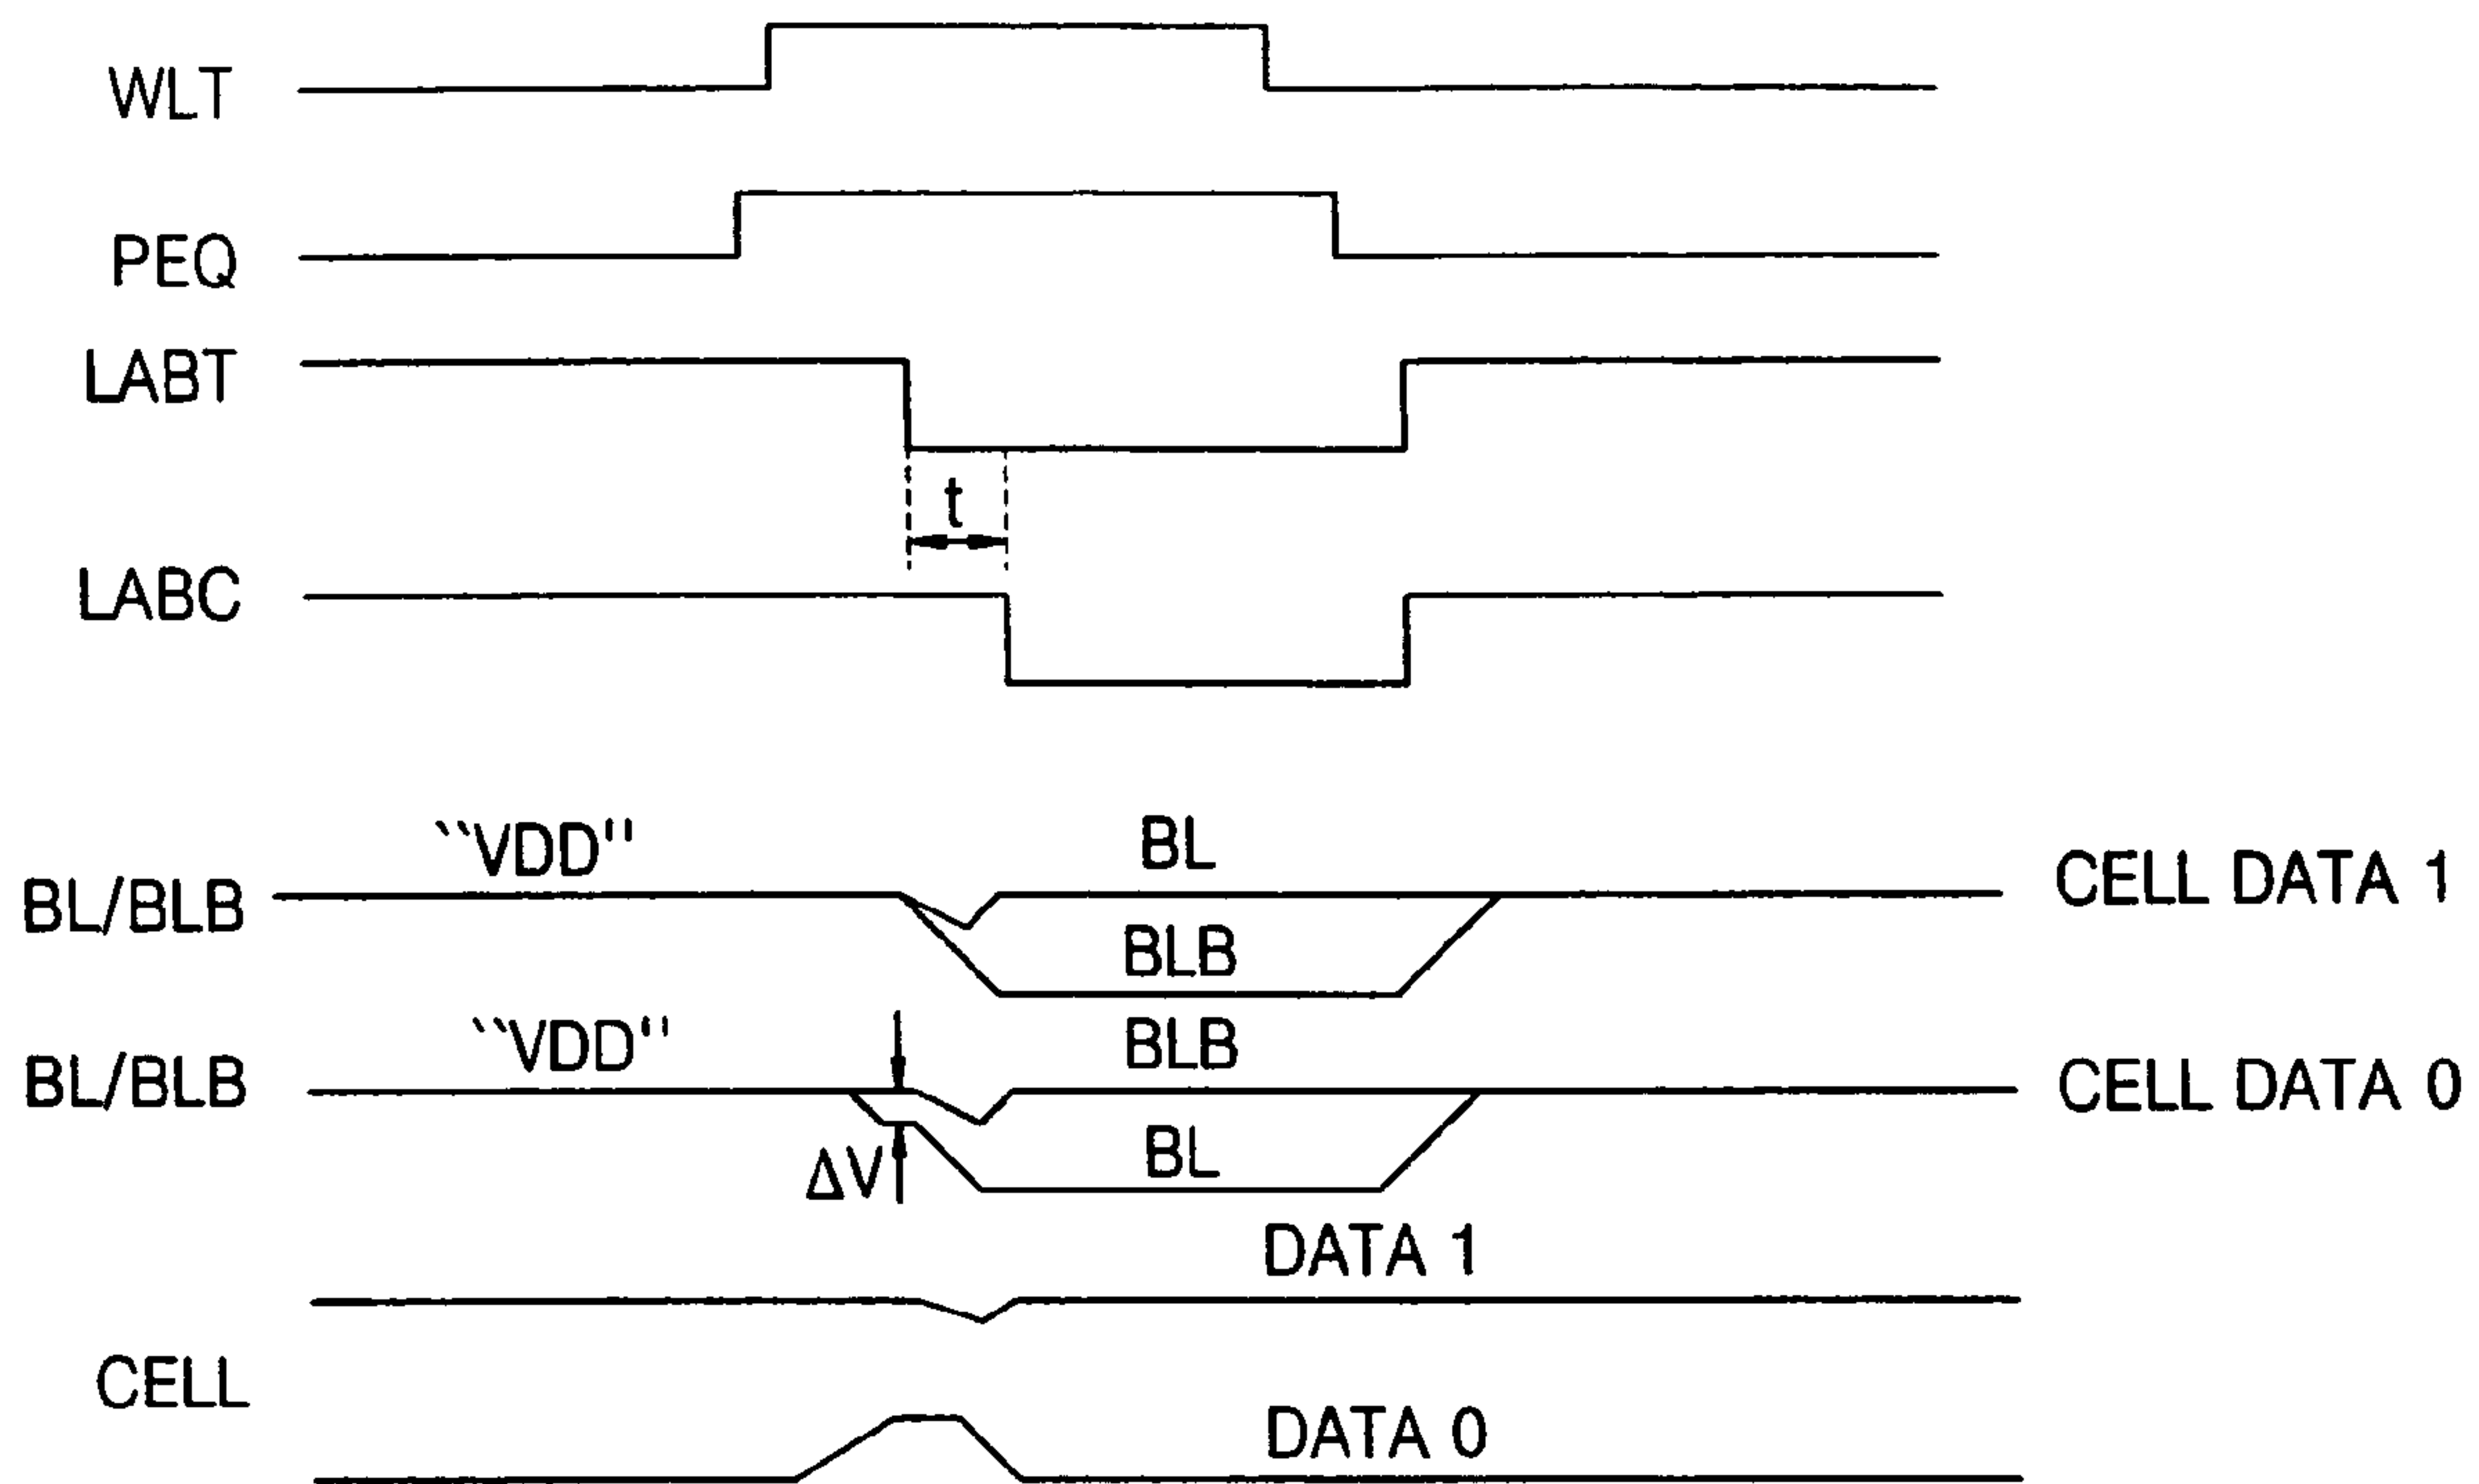 WLT
PEQ
LABT
t
LABC
``VDD" BL
BL/BLB CELL DATA 1
BLB
``VDD" BLB
BL/BLB CELL DATA 0
ΔV BL
DATA 1
CELL
DATA 0